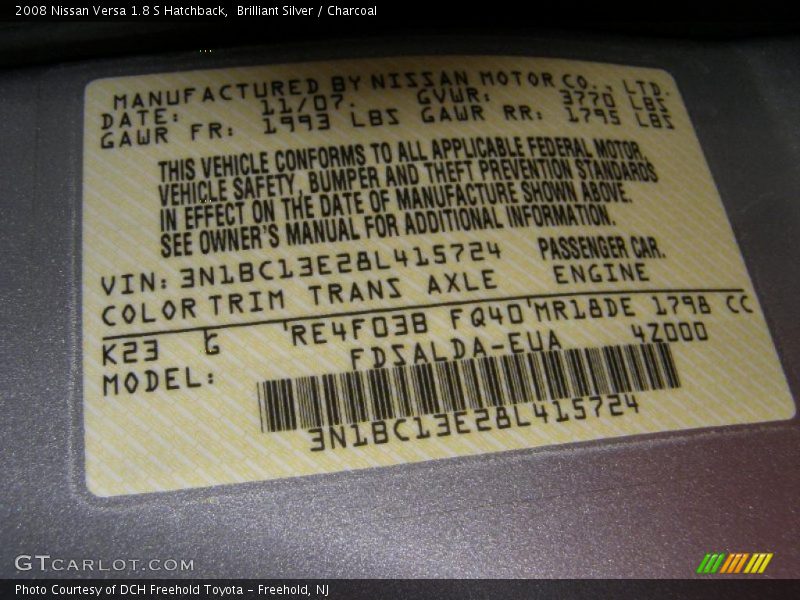 2008 Nissan Versa 1.8 S Hatchback,  Brilliant Silver / Charcoal
MANUFACTURED BY NISSAN MOTOR CO., LTD.
DATE: 11/07. GVWR: 3770 LBS
GAWR FR: 1993 LBS GAWR RR: 1795 LBS
THIS VEHICLE CONFORMS TO ALL APPLICABLE FEDERAL MOTOR
VEHICLE SAFETY, BUMPER AND THEFT PREVENTION STANDARDS
IN EFFECT ON THE DATE OF MANUFACTURE SHOWN ABOVE.
SEE OWNER'S MANUAL FOR ADDITIONAL INFORMATION.
VIN: 3N1BC13E28L415724 PASSENGER CAR.
COLOR TRIM TRANS AXLE ENGINE
K23 G RE4F03B FQ40 MR18DE 1798 CC
MODEL: FDSALDA-EUA 4Z000
3N1BC13E28L415724
GTCARLOT.COM
Photo Courtesy of DCH Freehold Toyota - Freehold, NJ